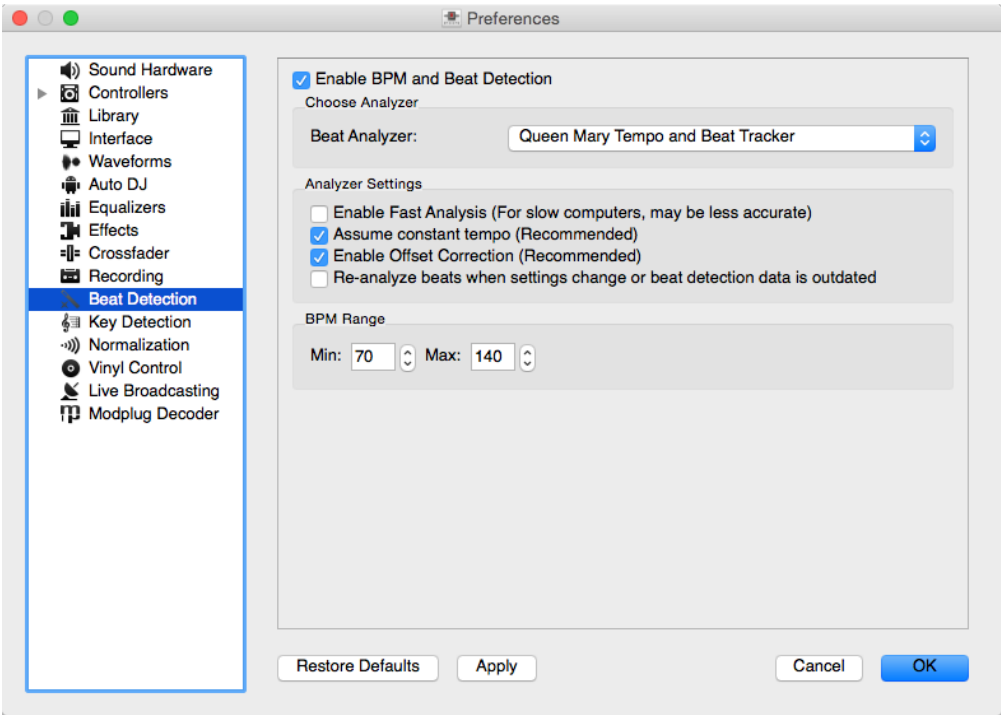 Preferences
Sound Hardware
Controllers
Library
Interface
Waveforms
Auto DJ
Equalizers
Effects
Crossfader
Recording
Beat Detection
Key Detection
Normalization
Vinyl Control
Live Broadcasting
Modplug Decoder
Enable BPM and Beat Detection
Choose Analyzer
Beat Analyzer: Queen Mary Tempo and Beat Tracker
Analyzer Settings
Enable Fast Analysis (For slow computers, may be less accurate)
Assume constant tempo (Recommended)
Enable Offset Correction (Recommended)
Re-analyze beats when settings change or beat detection data is outdated
BPM Range
Min: 70 Max: 140
Restore Defaults Apply Cancel OK